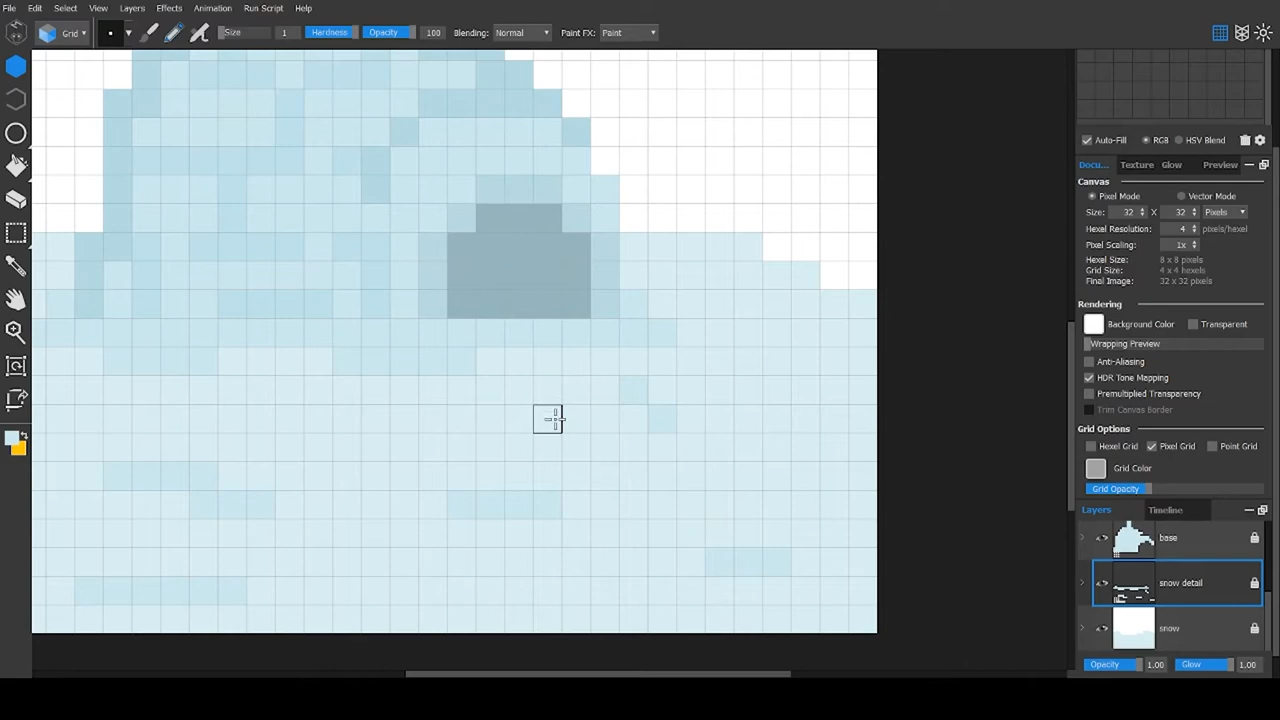 File Edit Select View Layers Effects Animation Run Script Help
Grid Size 1 Hardness Opacity 100 Blending: Normal Paint FX: Paint
Auto-Fill RGB HSV Blend
Docu... Texture Glow Preview
Canvas
Pixel Mode Vector Mode
Size: 32 X 32 Pixels
Hexel Resolution: 4 pixels/hexel
Pixel Scaling: 1x
Hexel Size: 8 x 8 pixels
Grid Size: 4 x 4 hexels
Final Image: 32 x 32 pixels
Rendering
Background Color Transparent
Wrapping Preview
Anti-Aliasing
HDR Tone Mapping
Premultiplied Transparency
Trim Canvas Border
Grid Options
Hexel Grid Pixel Grid Point Grid
Grid Color
Grid Opacity
Layers Timeline
base
snow detail
snow
Opacity 1.00 Glow 1.00